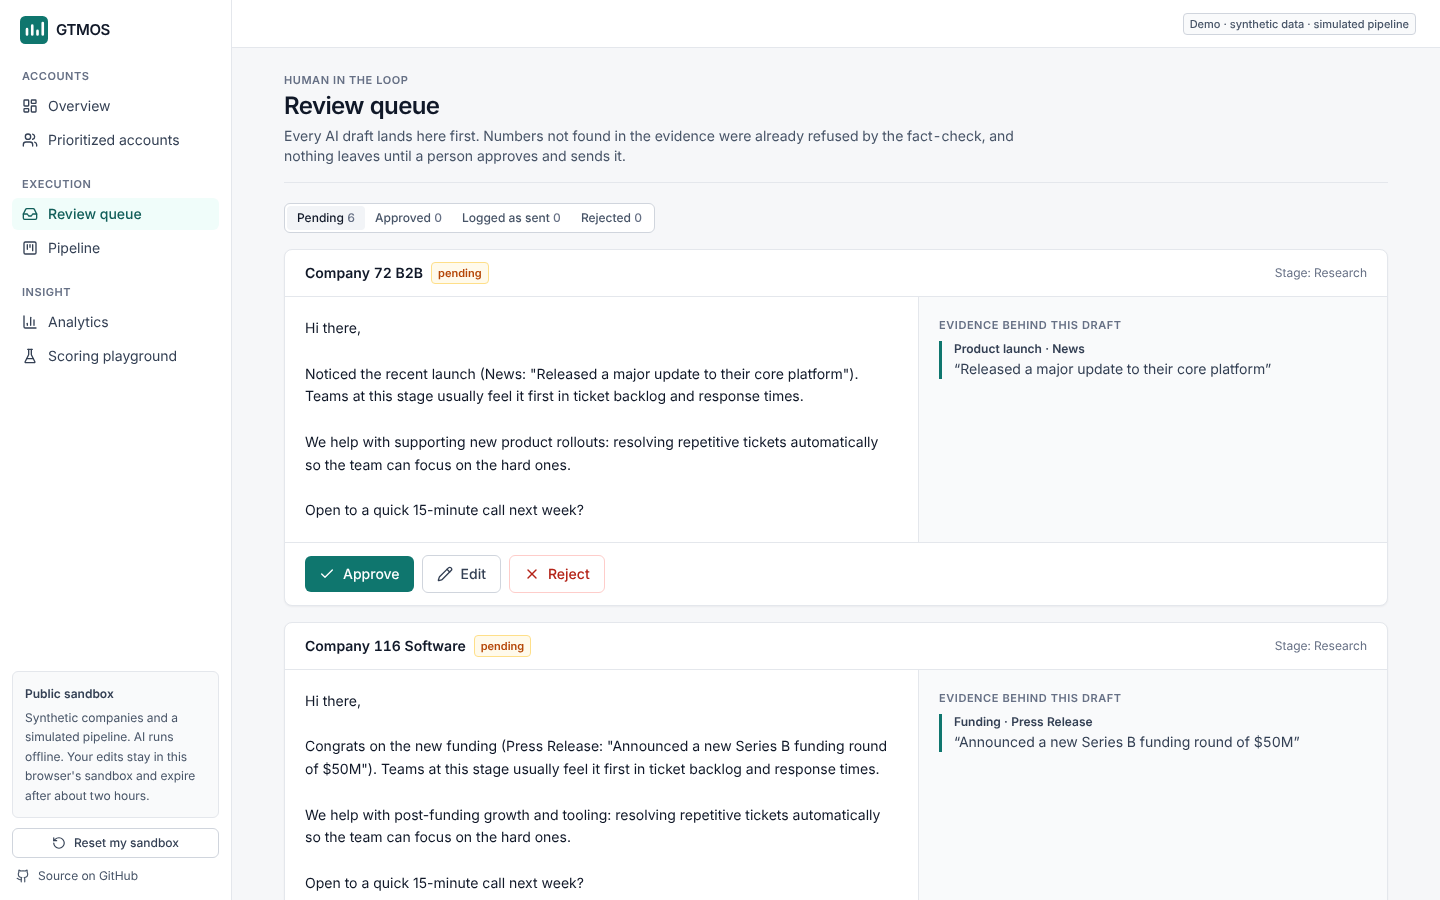 GTMOS
ACCOUNTS
Overview
Prioritized accounts
EXECUTION
Review queue
Pipeline
INSIGHT
Analytics
Scoring playground
Public sandbox
Synthetic companies and a
simulated pipeline. AI runs
offline. Your edits stay in this
browser's sandbox and expire
after about two hours.
Reset my sandbox
Source on GitHub
Demo · synthetic data · simulated pipeline
HUMAN IN THE LOOP
Review queue
Every AI draft lands here first. Numbers not found in the evidence were already refused by the fact-check, and
nothing leaves until a person approves and sends it.
Pending 6 Approved 0 Logged as sent 0 Rejected 0
Company 72 B2B pending Stage: Research
Hi there,
Noticed the recent launch (News: "Released a major update to their core platform").
Teams at this stage usually feel it first in ticket backlog and response times.
We help with supporting new product rollouts: resolving repetitive tickets automatically
so the team can focus on the hard ones.
Open to a quick 15-minute call next week?
EVIDENCE BEHIND THIS DRAFT
Product launch · News
“Released a major update to their core platform”
Approve Edit Reject
Company 116 Software pending Stage: Research
Hi there,
Congrats on the new funding (Press Release: "Announced a new Series B funding round
of $50M"). Teams at this stage usually feel it first in ticket backlog and response times.
We help with post-funding growth and tooling: resolving repetitive tickets automatically
so the team can focus on the hard ones.
Open to a quick 15-minute call next week?
EVIDENCE BEHIND THIS DRAFT
Funding · Press Release
“Announced a new Series B funding round of $50M”